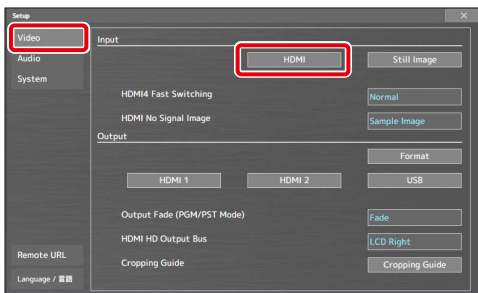 Setup
Video
Audio
System
Remote URL
Language / 言語
Input
HDMI
Still Image
HDMI4 Fast Switching
Normal
HDMI No Signal Image
Sample Image
Output
Format
HDMI 1
HDMI 2
USB
Output Fade (PGM/PST Mode)
Fade
HDMI HD Output Bus
LCD Right
Cropping Guide
Cropping Guide